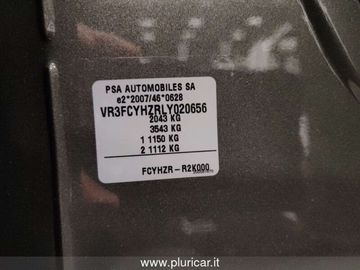 PSA AUTOMOBILES SA
e2*2007/46*0628
VR3FCYHZRLY020656
2043 KG
3543 KG
1 1150 KG
2 1112 KG
FCYHZR-R2K000
www.pluricar.it